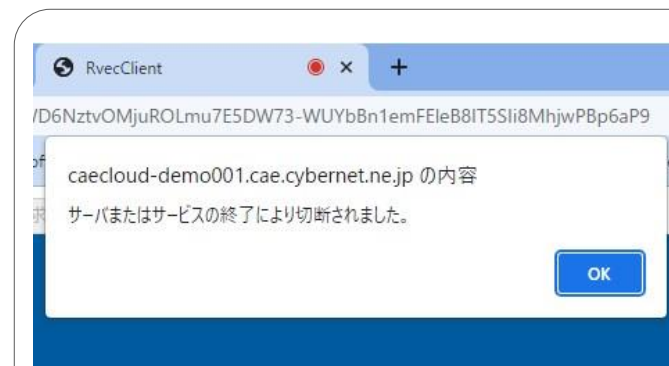 RvecClient
D6NztvOMjuROLmu7E5DW73-WUYbBn1emFEleB8IT5SIi8MhjwPBp6aP9
caecloud-demo001.cae.cybernet.ne.jp の内容
サーバまたはサービスの終了により切断されました。
OK